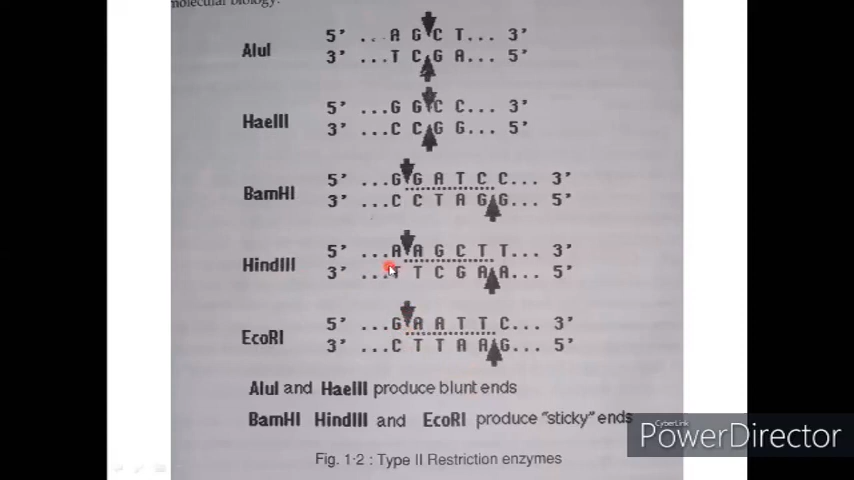 molecular biology.
AluI
5' ...A G C T... 3'
3' ...T C G A... 5'
HaeIII
5' ...G G C C... 3'
3' ...C C G G... 5'
BamHI
5' ...G G A T C C... 3'
3' ...C C T A G G... 5'
HindIII
5' ...A A G C T T... 3'
3' ...T T C G A A... 5'
EcoRI
5' ...G A A T T C... 3'
3' ...C T T A A G... 5'
AluI and HaeIII produce blunt ends
BamHI HindIII and EcoRI produce "sticky" ends
Fig. 1·2 : Type II Restriction enzymes
CyberLink
PowerDirector